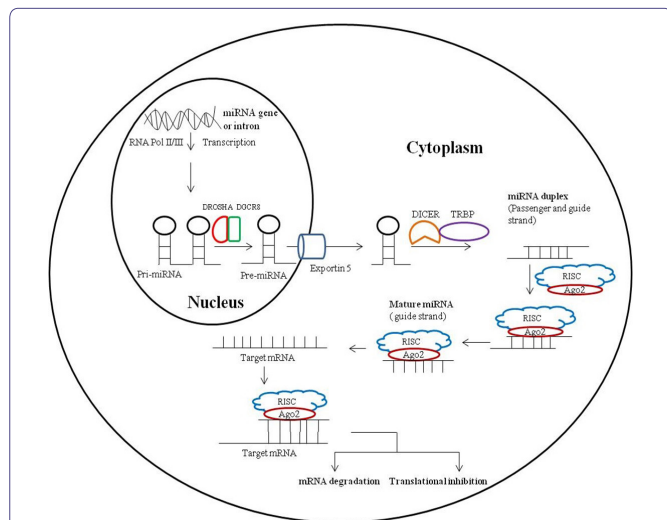 miRNA gene
or intron
RNA Pol II/III Transcription
Cytoplasm
DROSHA DGCR8
DICER TRBP
miRNA duplex
(Passenger and guide
strand)
Pri-miRNA
Pre-miRNA
Exportin 5
Nucleus
RISC
Ago2
Mature miRNA
(guide strand)
RISC
Ago2
RISC
Ago2
Target mRNA
RISC
Ago2
Target mRNA
mRNA degradation Translational inhibition